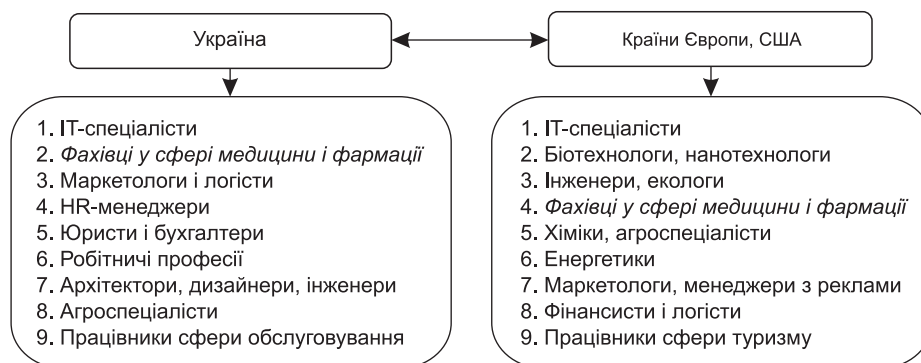 Україна
Країни Європи, США
1. ІТ-спеціалісти
2. Фахівці у сфері медицини і фармації
3. Маркетологи і логісти
4. HR-менеджери
5. Юристи і бухгалтери
6. Робітничі професії
7. Архітектори, дизайнери, інженери
8. Агроспеціалісти
9. Працівники сфери обслуговування
1. ІТ-спеціалісти
2. Біотехнологи, нанотехнологи
3. Інженери, екологи
4. Фахівці у сфері медицини і фармації
5. Хіміки, агроспеціалісти
6. Енергетики
7. Маркетологи, менеджери з реклами
8. Фінансисти і логісти
9. Працівники сфери туризму